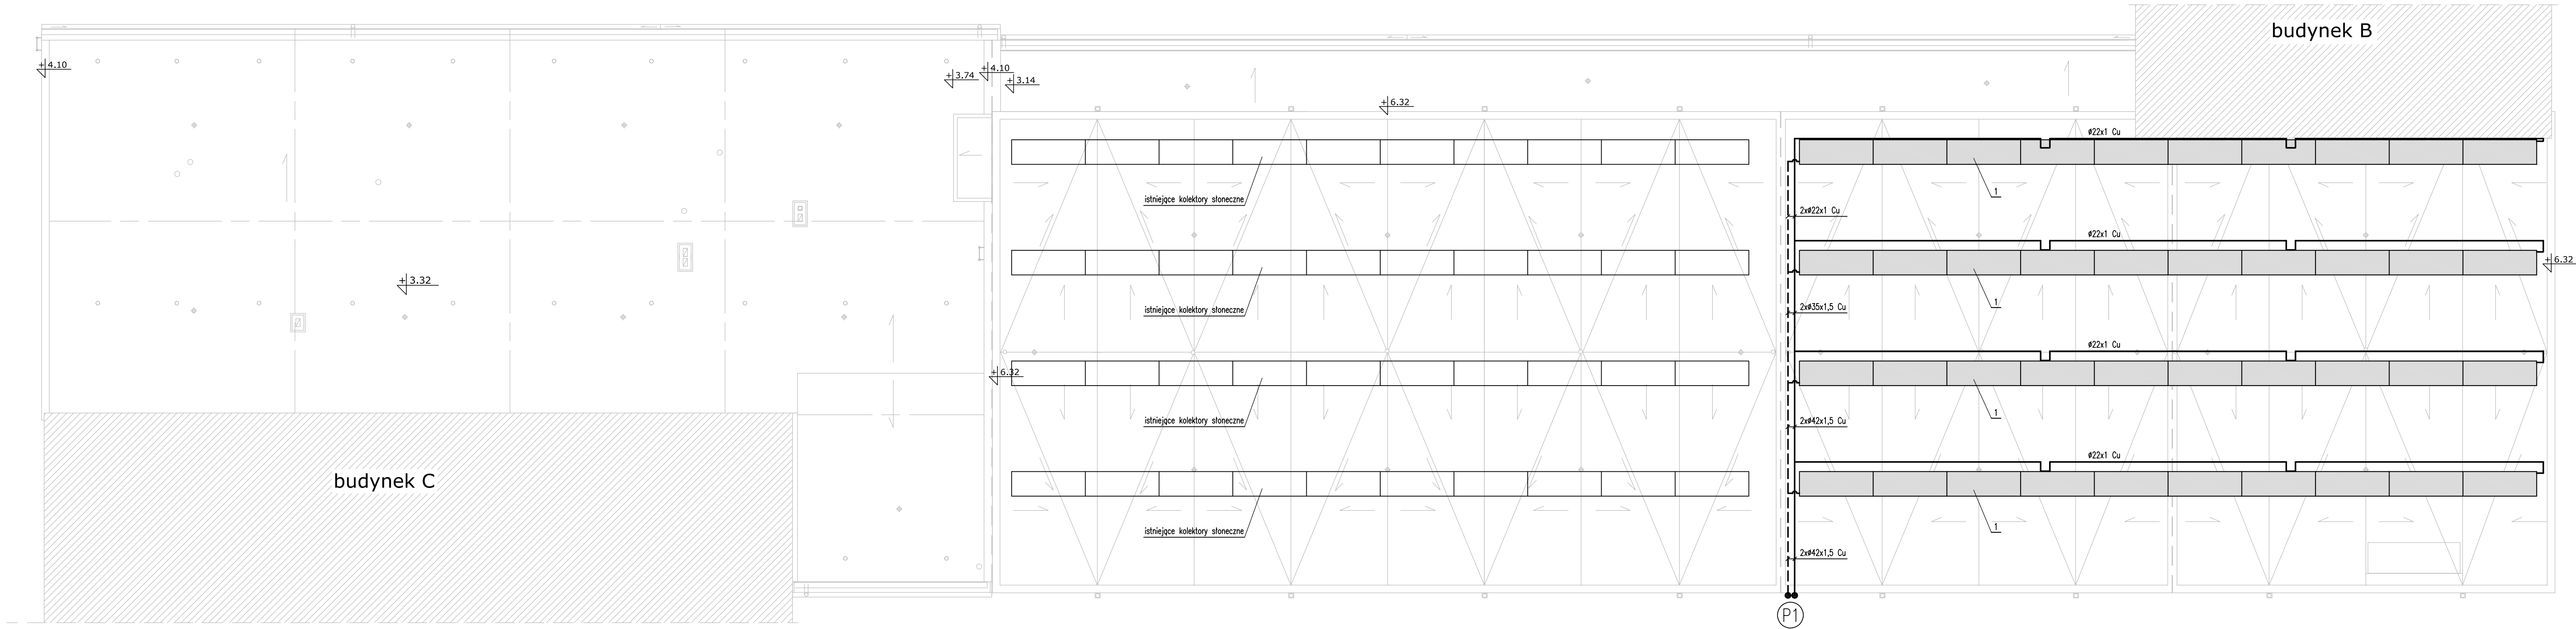 budynek B
+ 4.10
+ 3.74
+ 4.10
+ 3.14
+ 6.32
ø22x1 Cu
istniejące kolektory słoneczne
1
2xø22x1 Cu
ø22x1 Cu
+ 6.32
+ 3.32
istniejące kolektory słoneczne
1
2xø35x1,5 Cu
ø22x1 Cu
+ 6.32
istniejące kolektory słoneczne
1
2xø42x1,5 Cu
ø22x1 Cu
budynek C
istniejące kolektory słoneczne
1
2xø42x1,5 Cu
P1